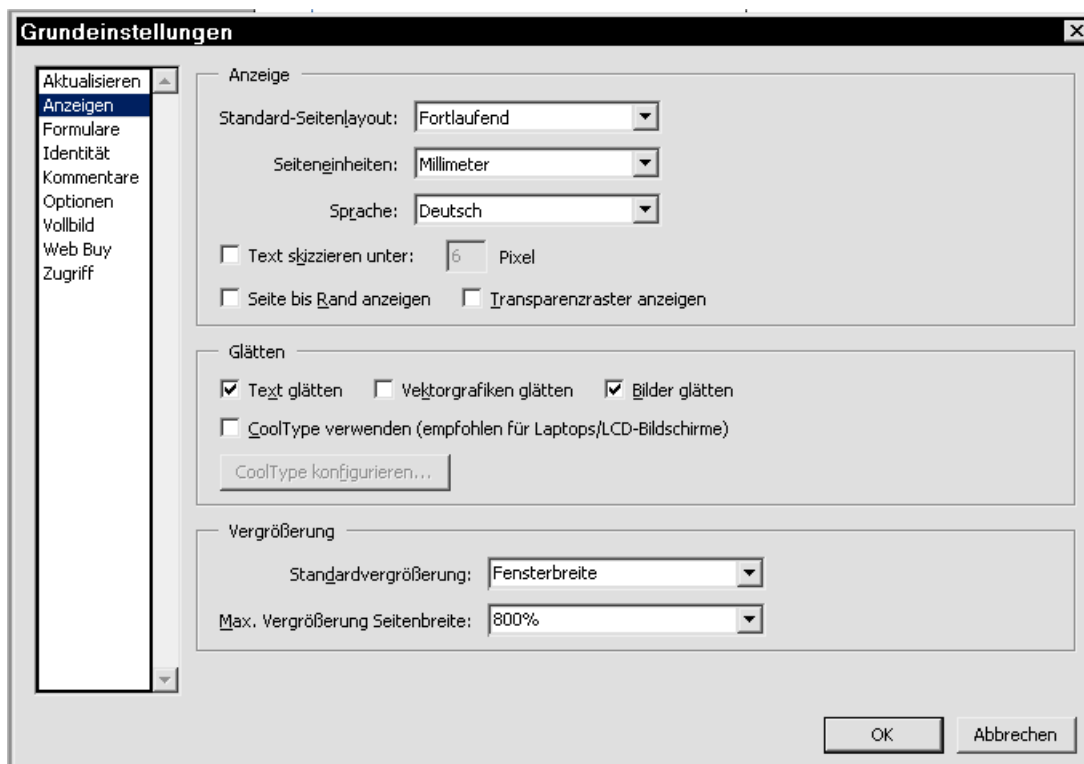 Grundeinstellungen
Aktualisieren
Anzeigen
Formulare
Identität
Kommentare
Optionen
Vollbild
Web Buy
Zugriff
Anzeige
Standard-Seitenlayout: Fortlaufend
Seiteneinheiten: Millimeter
Sprache: Deutsch
Text skizzieren unter: 6 Pixel
Seite bis Rand anzeigen Transparenzraster anzeigen
Glätten
Text glätten Vektorgrafiken glätten Bilder glätten
CoolType verwenden (empfohlen für Laptops/LCD-Bildschirme)
CoolType konfigurieren...
Vergrößerung
Standardvergrößerung: Fensterbreite
Max. Vergrößerung Seitenbreite: 800%
OK Abbrechen